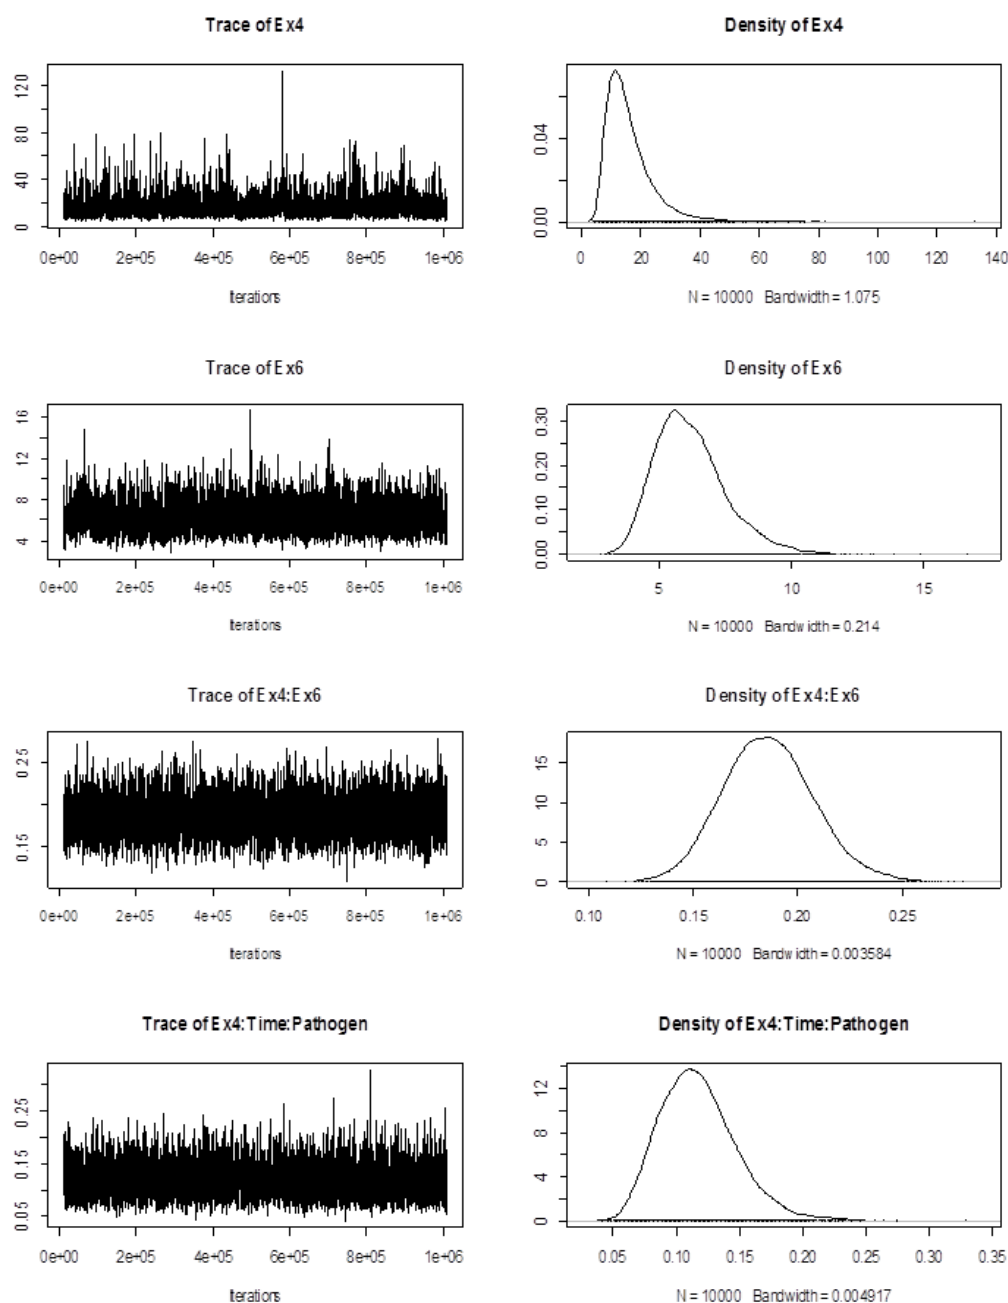 Trace of Ex4
Density of Ex4
0 40 80 120
0.00 0.04
0e+00 2e+05 4e+05 6e+05 8e+05 1e+06
0 20 40 60 80 100 120 140
Iterations
N = 10000 Bandwidth = 1.075
Trace of Ex6
Density of Ex6
4 8 12 16
0.00 0.10 0.20 0.30
0e+00 2e+05 4e+05 6e+05 8e+05 1e+06
5 10 15
Iterations
N = 10000 Bandwidth = 0.214
Trace of Ex4:Ex6
Density of Ex4:Ex6
0.15 0.25
0 5 10 15
0e+00 2e+05 4e+05 6e+05 8e+05 1e+06
0.10 0.15 0.20 0.25
Iterations
N = 10000 Bandwidth = 0.003584
Trace of Ex4:Time:Pathogen
Density of Ex4:Time:Pathogen
0.05 0.15 0.25
0 4 8 12
0e+00 2e+05 4e+05 6e+05 8e+05 1e+06
0.05 0.10 0.15 0.20 0.25 0.30 0.35
Iterations
N = 10000 Bandwidth = 0.004917